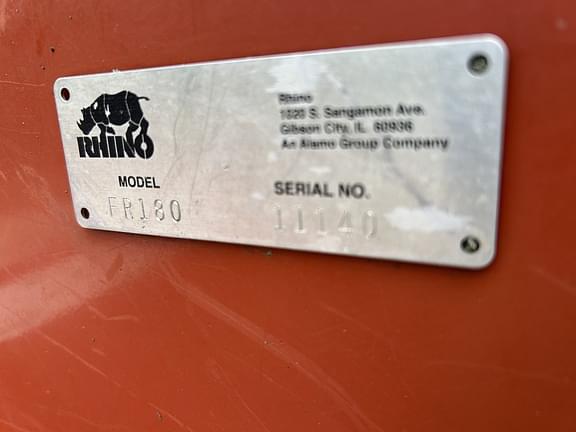 RHINO
Rhino
1020 S. Sangamon Ave.
Gibson City, IL 60936
An Alamo Group Company
MODEL
SERIAL NO.
FR180
11140